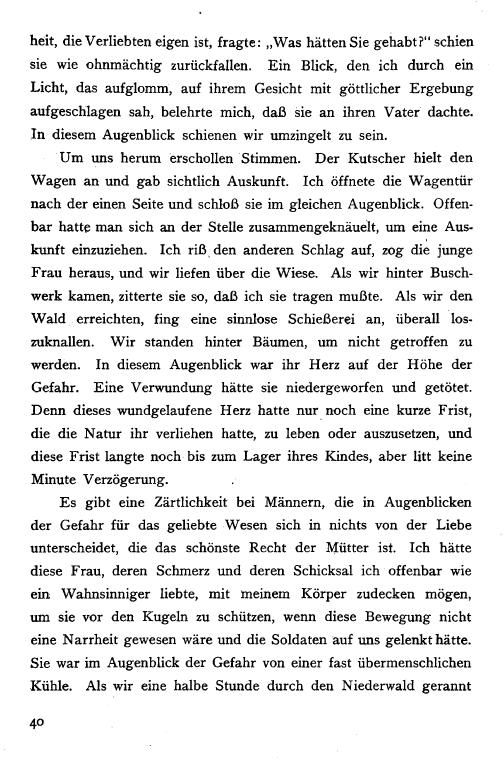 heit, die Verliebten eigen ist, fragte: „Was hätten Sie gehabt?“ schien
sie wie ohnmächtig zurückfallen. Ein Blick, den ich durch ein
Licht, das aufglomm, auf ihrem Gesicht mit göttlicher Ergebung
aufgeschlagen sah, belehrte mich, daß sie an ihren Vater dachte.
In diesem Augenblick schienen wir umzingelt zu sein.
Um uns herum erschollen Stimmen. Der Kutscher hielt den
Wagen an und gab sichtlich Auskunft. Ich öffnete die Wagentür
nach der einen Seite und schloß sie im gleichen Augenblick. Offen-
bar hatte man sich an der Stelle zusammengeknäuelt, um eine Aus-
kunft einzuziehen. Ich riß den anderen Schlag auf, zog die junge
Frau heraus, und wir liefen über die Wiese. Als wir hinter Busch-
werk kamen, zitterte sie so, daß ich sie tragen mußte. Als wir den
Wald erreichten, fing eine sinnlose Schießerei an, überall los-
zuknallen. Wir standen hinter Bäumen, um nicht getroffen zu
werden. In diesem Augenblick war ihr Herz auf der Höhe der
Gefahr. Eine Verwundung hätte sie niedergeworfen und getötet.
Denn dieses wundgelaufene Herz hatte nur noch eine kurze Frist,
die die Natur ihr verliehen hatte, zu leben oder auszusetzen, und
diese Frist langte noch bis zum Lager ihres Kindes, aber litt keine
Minute Verzögerung.
Es gibt eine Zärtlichkeit bei Männern, die in Augenblicken
der Gefahr für das geliebte Wesen sich in nichts von der Liebe
unterscheidet, die das schönste Recht der Mütter ist. Ich hätte
diese Frau, deren Schmerz und deren Schicksal ich offenbar wie
ein Wahnsinniger liebte, mit meinem Körper zudecken mögen,
um sie vor den Kugeln zu schützen, wenn diese Bewegung nicht
eine Narrheit gewesen wäre und die Soldaten auf uns gelenkt hätte.
Sie war im Augenblick der Gefahr von einer fast übermenschlichen
Kühle. Als wir eine halbe Stunde durch den Niederwald gerannt
40